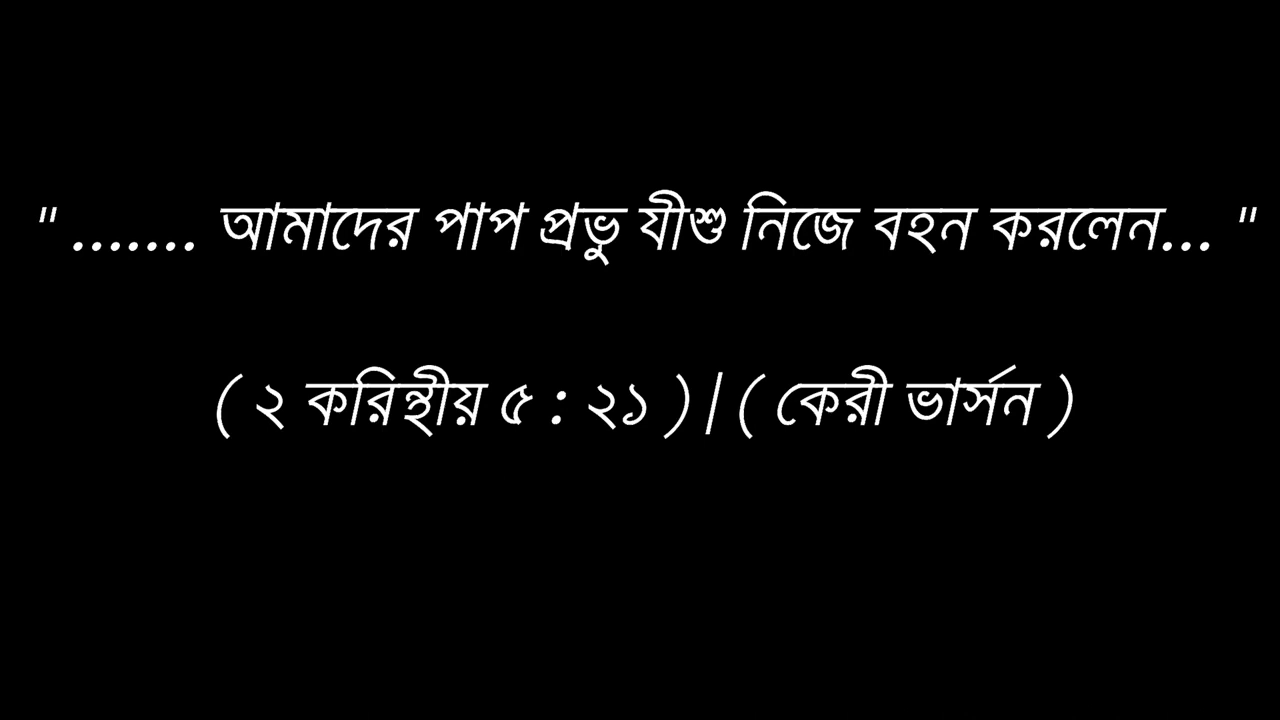 " ....... আমাদের পাপ প্রভু যীশু নিজে বহন করলেন... "
( ২ করিন্থীয় ৫ : ২১ ) | ( কেরী ভার্সন )